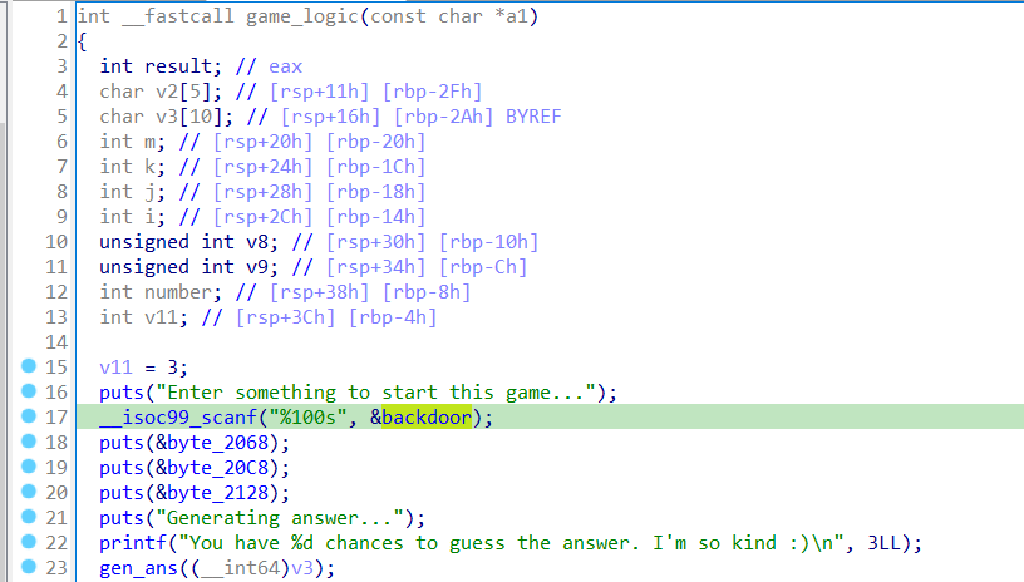 1 int __fastcall game_logic(const char *a1)
2 {
3 int result; // eax
4 char v2[5]; // [rsp+11h] [rbp-2Fh]
5 char v3[10]; // [rsp+16h] [rbp-2Ah] BYREF
6 int m; // [rsp+20h] [rbp-20h]
7 int k; // [rsp+24h] [rbp-1Ch]
8 int j; // [rsp+28h] [rbp-18h]
9 int i; // [rsp+2Ch] [rbp-14h]
10 unsigned int v8; // [rsp+30h] [rbp-10h]
11 unsigned int v9; // [rsp+34h] [rbp-Ch]
12 int number; // [rsp+38h] [rbp-8h]
13 int v11; // [rsp+3Ch] [rbp-4h]
14
15 v11 = 3;
16 puts("Enter something to start this game...");
17 __isoc99_scanf("%100s", &backdoor);
18 puts(&byte_2068);
19 puts(&byte_20C8);
20 puts(&byte_2128);
21 puts("Generating answer...");
22 printf("You have %d chances to guess the answer. I'm so kind :)\n", 3LL);
23 gen_ans((__int64)v3);